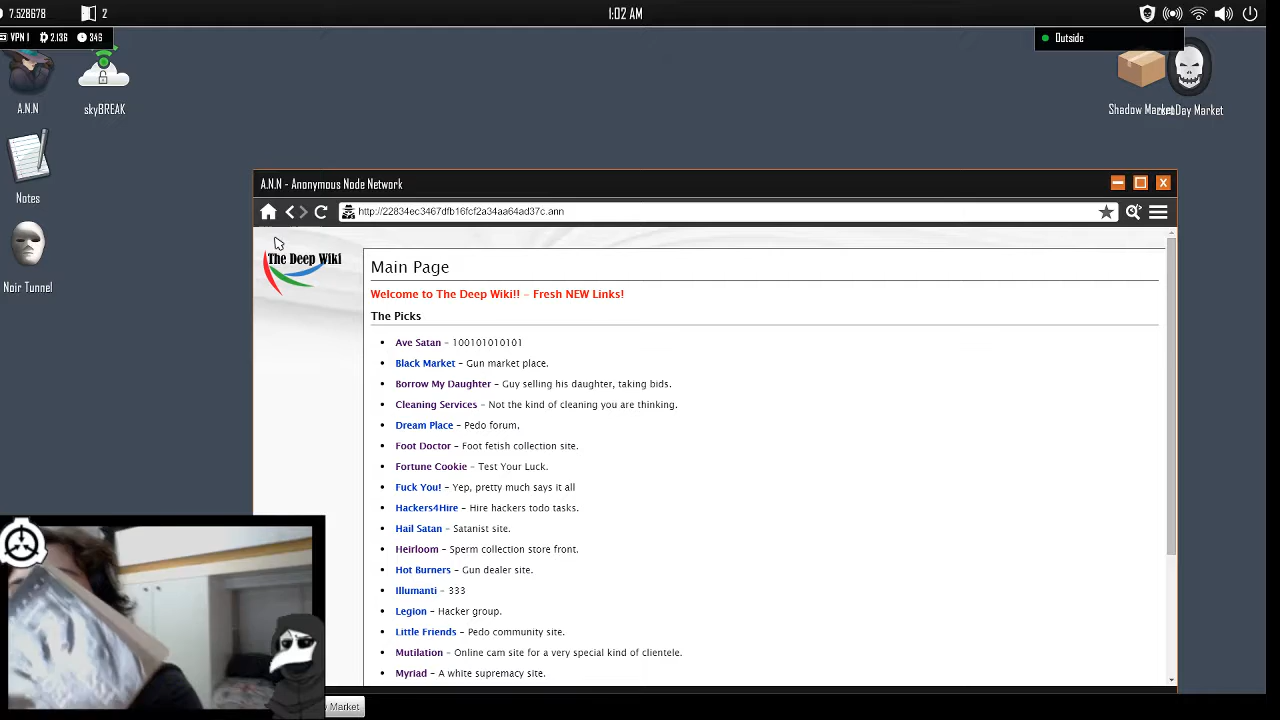 7.528678
2
1:02 AM
VPN 1 2.136 346
Outside
A.N.N
skyBREAK
Shadow Market
Day Market
Notes
Noir Tunnel
A.N.N - Anonymous Node Network
http://22834ec3467dfb16fcf2a34aa64ad37c.ann
The Deep Wiki
Main Page
Welcome to The Deep Wiki!! - Fresh NEW Links!
The Picks
Ave Satan - 100101010101
Black Market - Gun market place.
Borrow My Daughter - Guy selling his daughter, taking bids.
Cleaning Services - Not the kind of cleaning you are thinking.
Dream Place - Pedo forum.
Foot Doctor - Foot fetish collection site.
Fortune Cookie - Test Your Luck.
Fuck You! - Yep, pretty much says it all
Hackers4Hire - Hire hackers todo tasks.
Hail Satan - Satanist site.
Heirloom - Sperm collection store front.
Hot Burners - Gun dealer site.
Illumanti - 333
Legion - Hacker group.
Little Friends - Pedo community site.
Mutilation - Online cam site for a very special kind of clientele.
Myriad - A white supremacy site.
Market